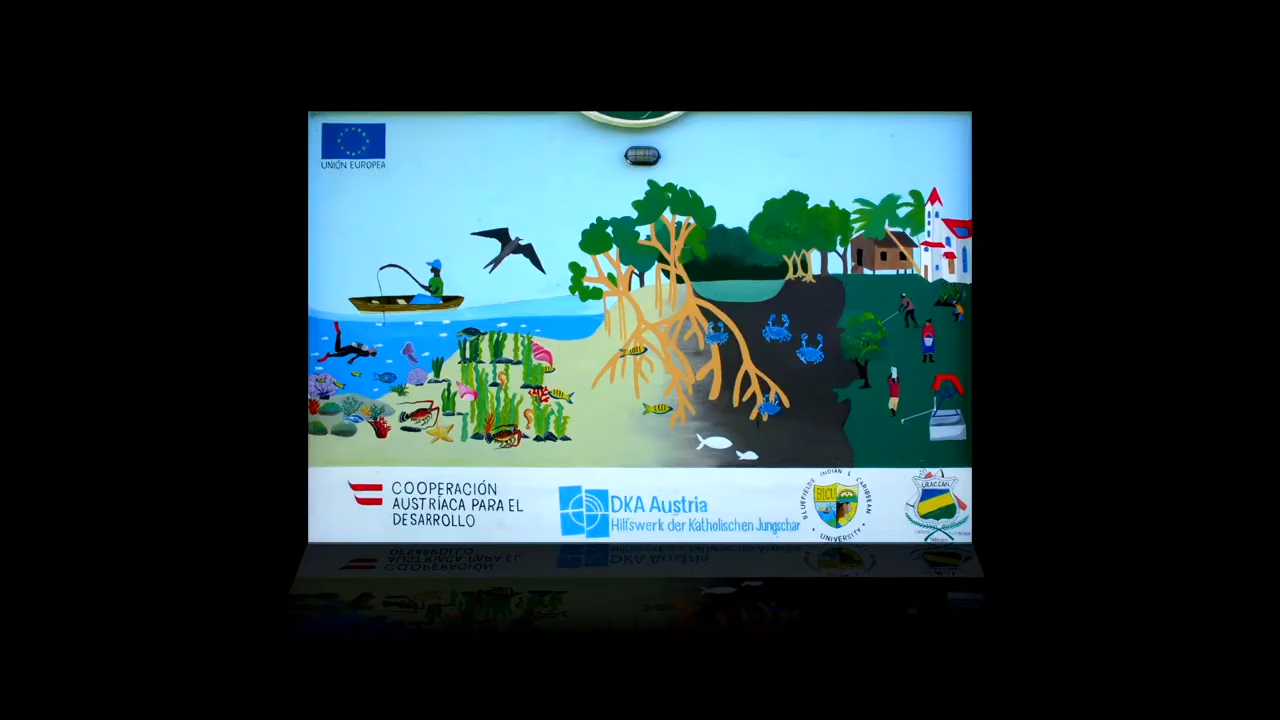 UNIÓN EUROPEA
COOPERACIÓN
AUSTRÍACA PARA EL
DESARROLLO
DKA Austria
Hilfswerk der Katholischen Jungschar
BLUEFIELDS INDIAN & CARIBBEAN
BICU
UNIVERSITY
URACCAN